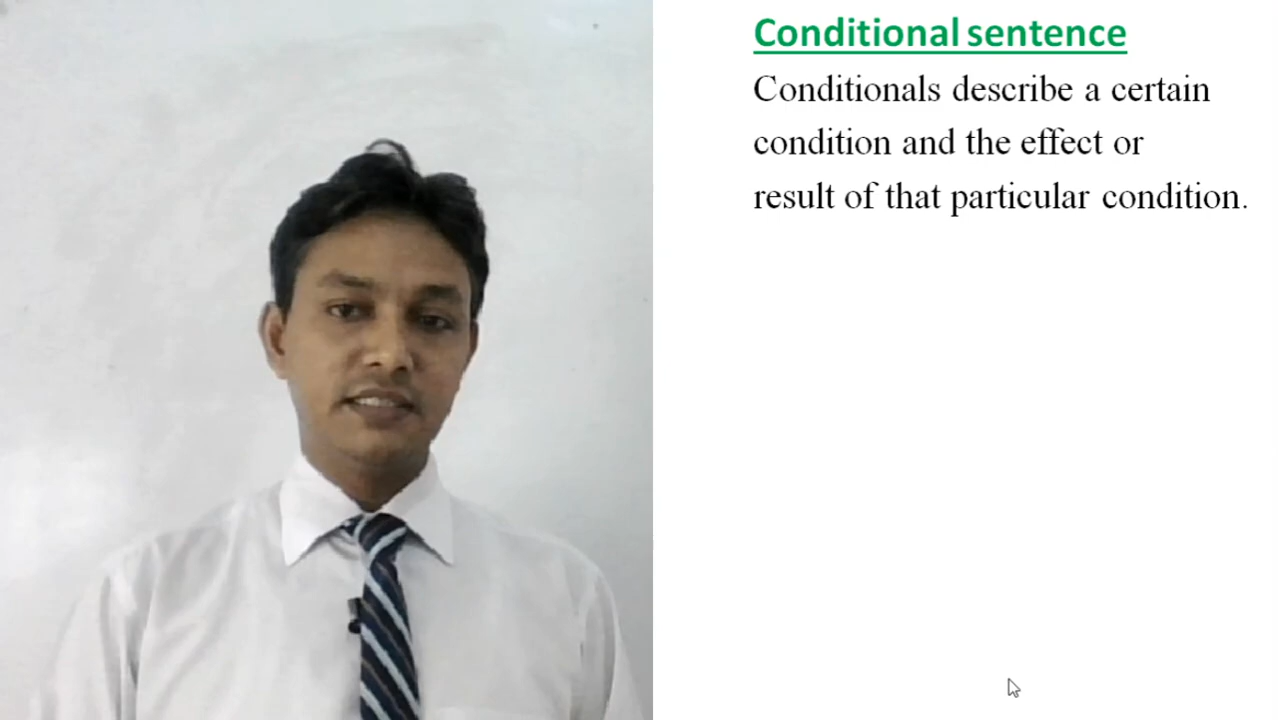 Conditional sentence
Conditionals describe a certain
condition and the effect or
result of that particular condition.